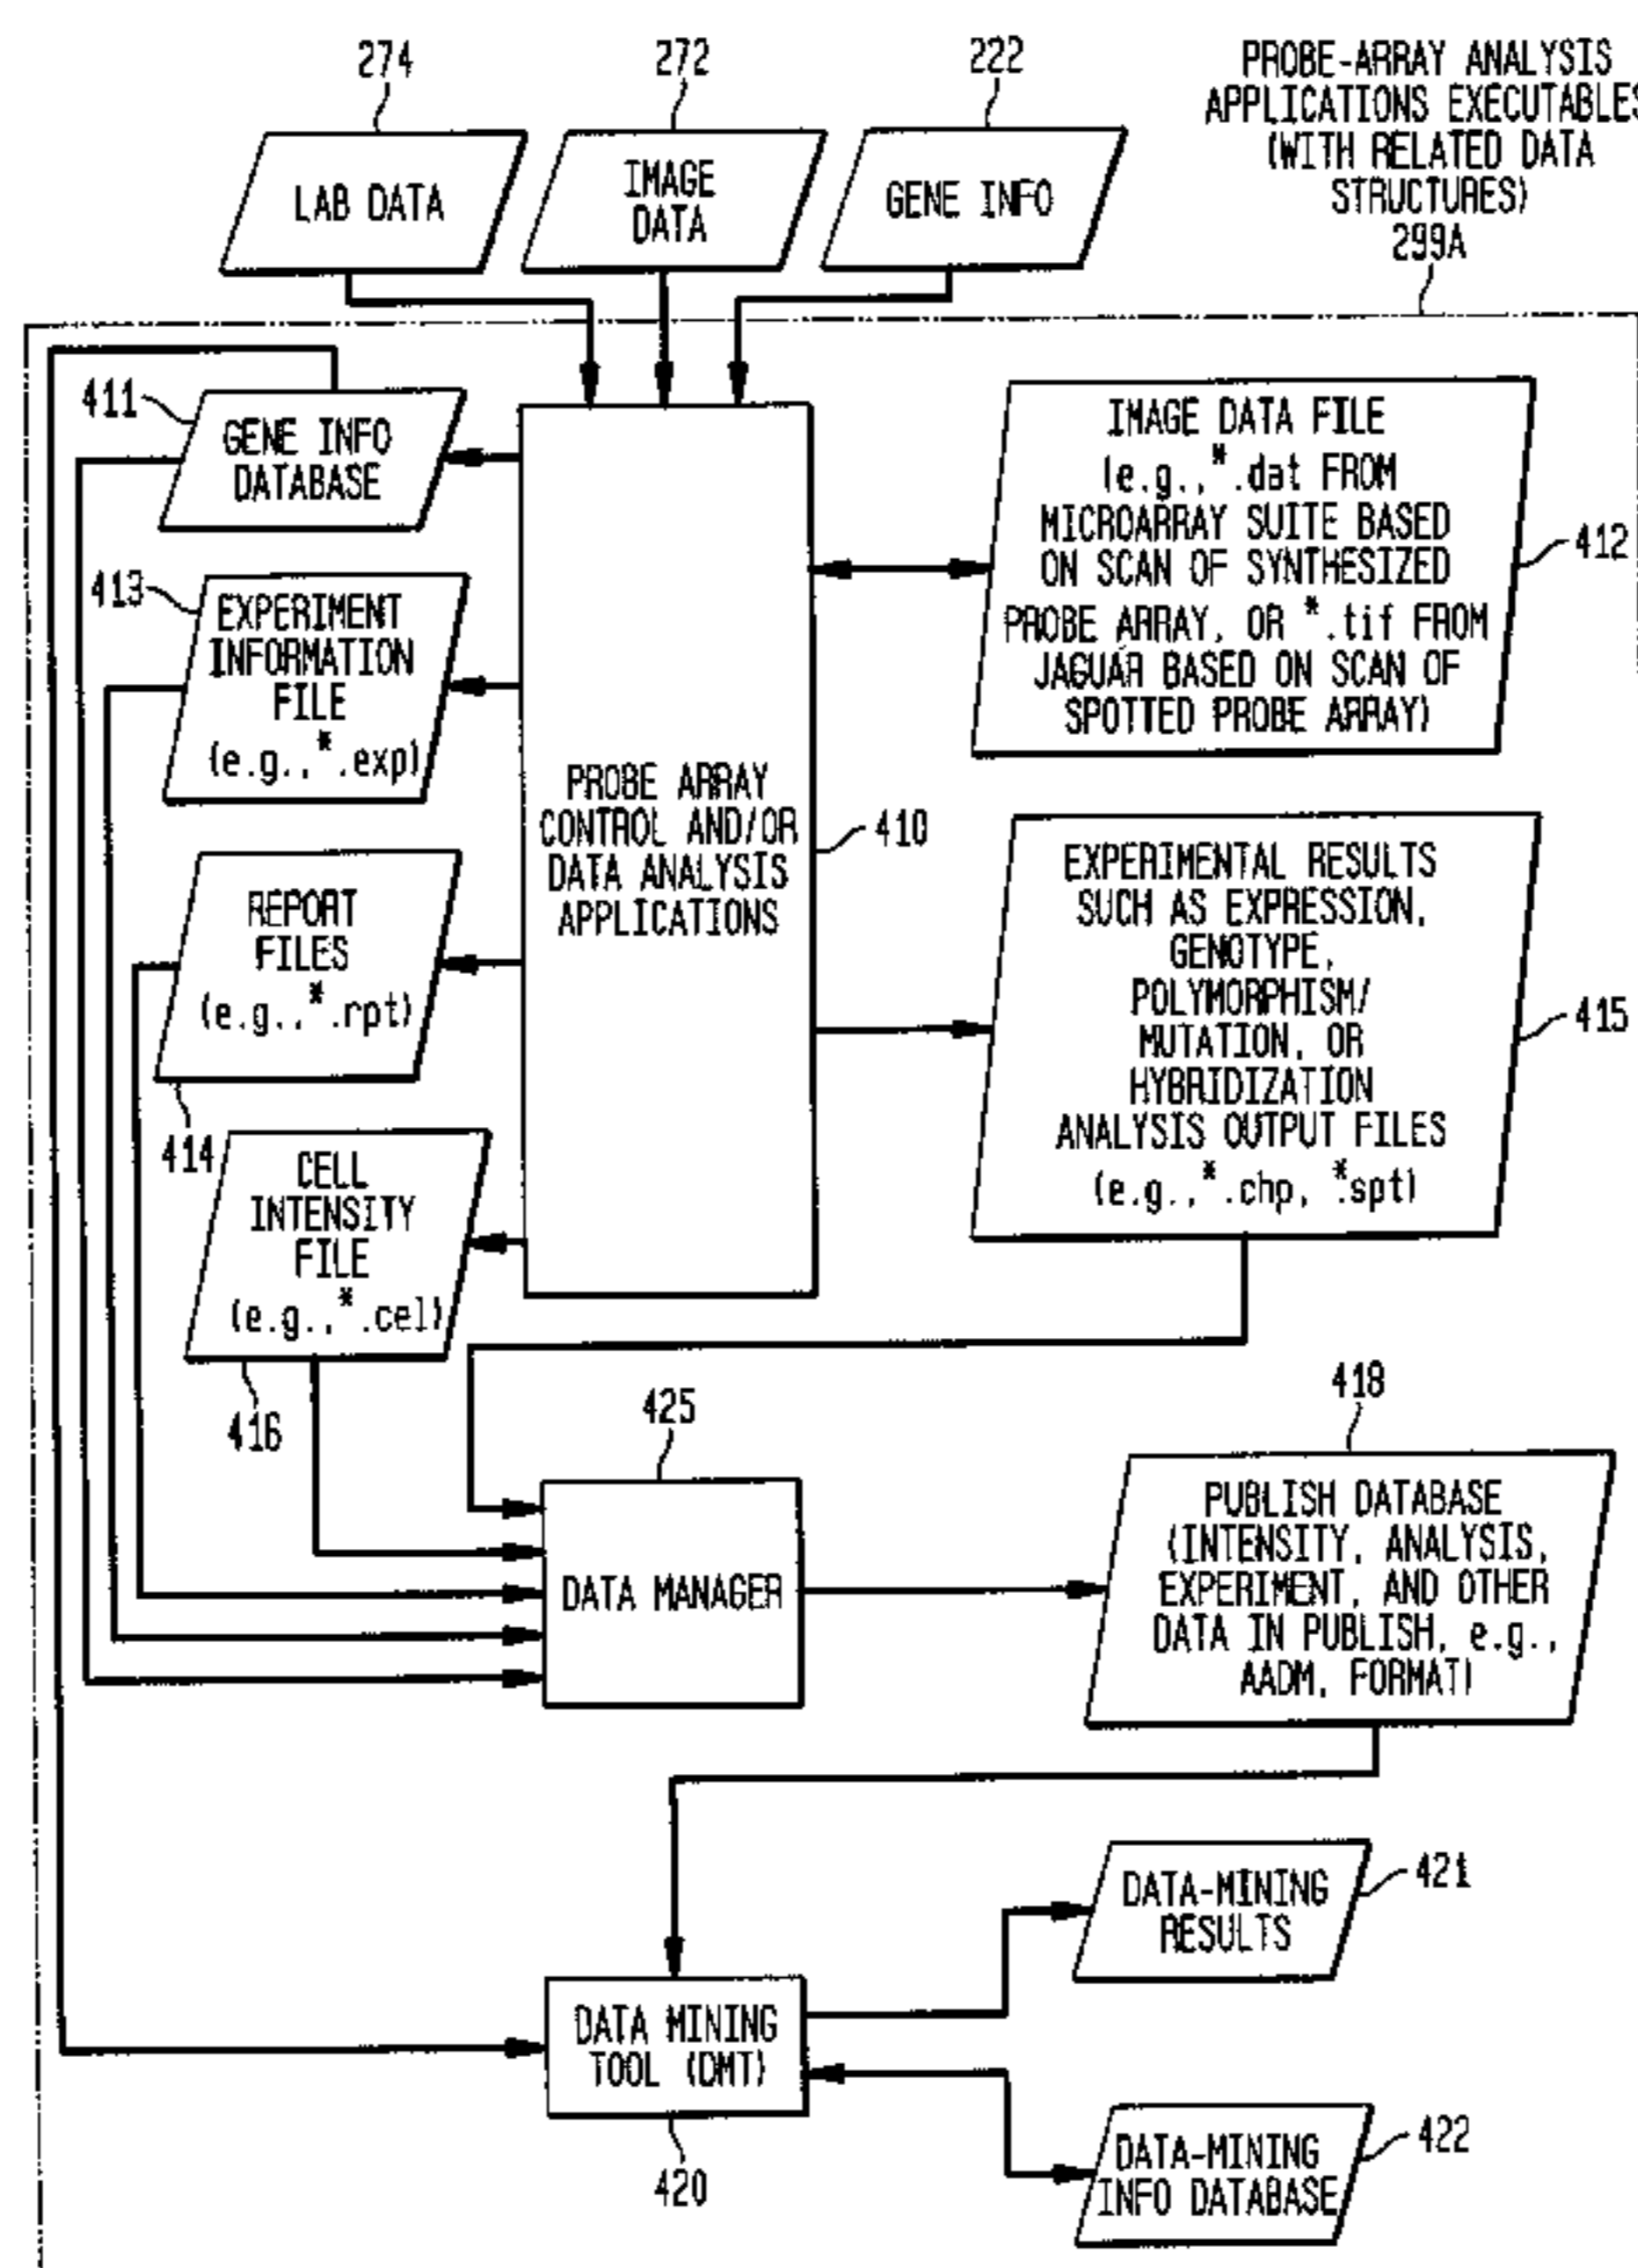 274
272
222
PROBE-ARRAY ANALYSIS
APPLICATIONS EXECUTABLES
(WITH RELATED DATA
STRUCTURES)
299A
LAB DATA
IMAGE
DATA
GENE INFO
411
GENE INFO
DATABASE
413
EXPERIMENT
INFORMATION
FILE
(e.g.,*.exp)
REPORT
FILES
(e.g.,*.rpt)
414
CELL
INTENSITY
FILE
(e.g.,*.cel)
416
PROBE ARRAY
CONTROL AND/OR
DATA ANALYSIS
APPLICATIONS
410
IMAGE DATA FILE
(e.g.,*.dat FROM
MICROARRAY SUITE BASED
ON SCAN OF SYNTHESIZED
PROBE ARRAY, OR *.tif FROM
JAGUAR BASED ON SCAN OF
SPOTTED PROBE ARRAY)
412
EXPERIMENTAL RESULTS
SUCH AS EXPRESSION,
GENOTYPE,
POLYMORPHISM/
MUTATION, OR
HYBRIDIZATION
ANALYSIS OUTPUT FILES
(e.g.,*.chp, *.spt)
415
425
DATA MANAGER
418
PUBLISH DATABASE
(INTENSITY, ANALYSIS,
EXPERIMENT, AND OTHER
DATA IN PUBLISH, e.g.,
AADM, FORMAT)
DATA-MINING
RESULTS
421
DATA MINING
TOOL (DMT)
420
DATA-MINING
INFO DATABASE
422